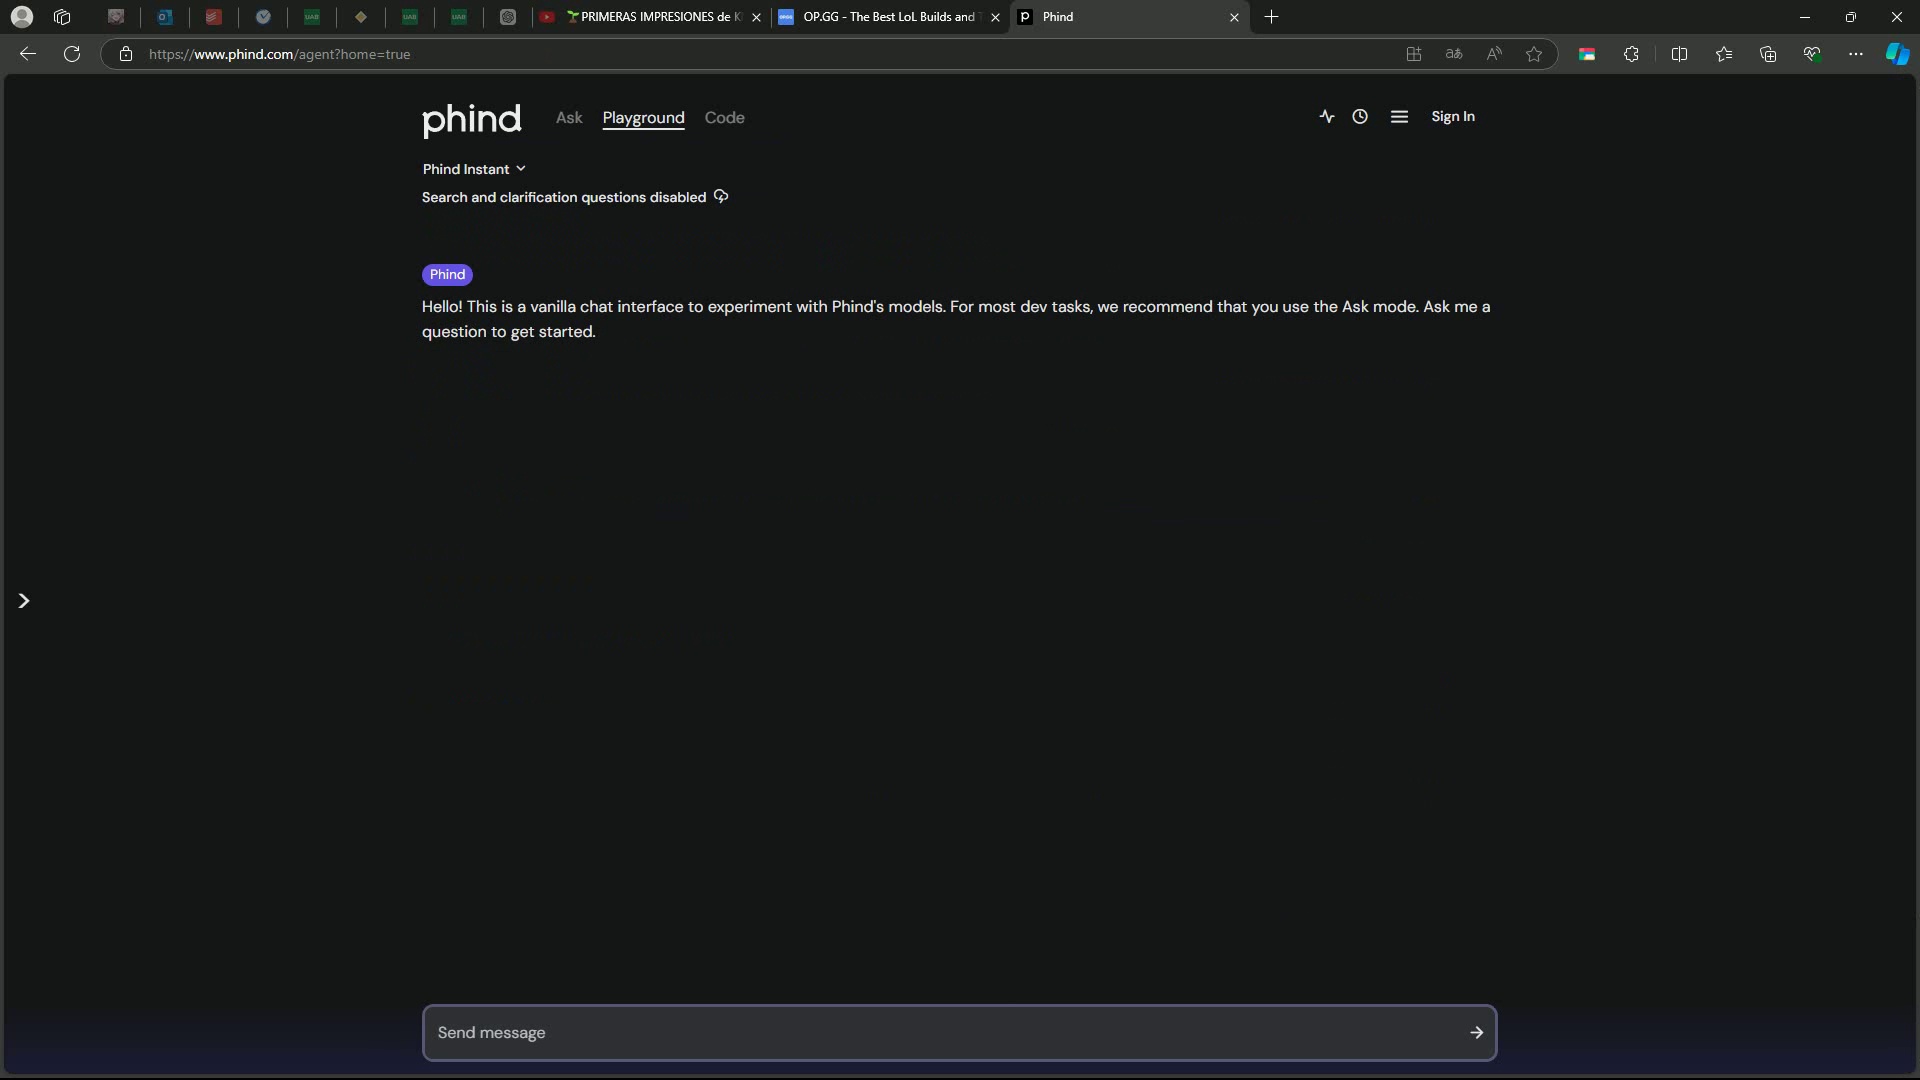 UAB UAB UAB PRIMERAS IMPRESIONES de K OP.GG - The Best LoL Builds and T Phind
https://www.phind.com/agent?home=true
phind Ask Playground Code Sign In
Phind Instant
Search and clarification questions disabled
Phind
Hello! This is a vanilla chat interface to experiment with Phind's models. For most dev tasks, we recommend that you use the Ask mode. Ask me a
question to get started.
Send message